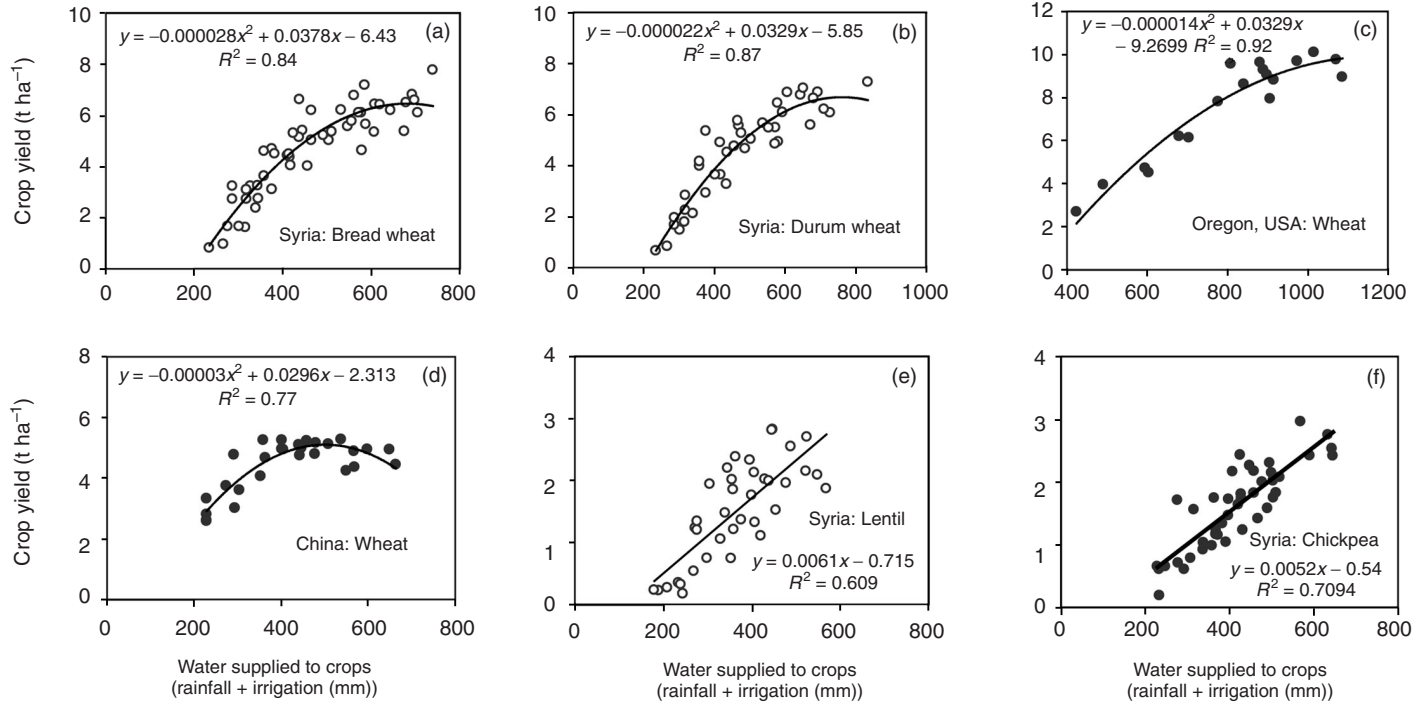 (a)
y = −0.000028x² + 0.0378x − 6.43
R² = 0.84
Syria: Bread wheat
Crop yield (t ha⁻¹)
10
8
6
4
2
0
0 200 400 600 800
(b)
y = −0.000022x² + 0.0329x − 5.85
R² = 0.87
Syria: Durum wheat
10
8
6
4
2
0
0 200 400 600 800 1000
(c)
y = −0.000014x² + 0.0329x
− 9.2699 R² = 0.92
Oregon, USA: Wheat
12
10
8
6
4
2
0
400 600 800 1000 1200
(d)
y = −0.00003x² + 0.0296x − 2.313
R² = 0.77
China: Wheat
Crop yield (t ha⁻¹)
8
6
4
2
0
0 200 400 600 800
Water supplied to crops
(rainfall + irrigation (mm))
(e)
Syria: Lentil
y = 0.0061x − 0.715
R² = 0.609
4
3
2
1
0
0 200 400 600 800
Water supplied to crops
(rainfall + irrigation (mm))
(f)
Syria: Chickpea
y = 0.0052x − 0.54
R² = 0.7094
4
3
2
1
0
0 200 400 600 800
Water supplied to crops
(rainfall + irrigation (mm))